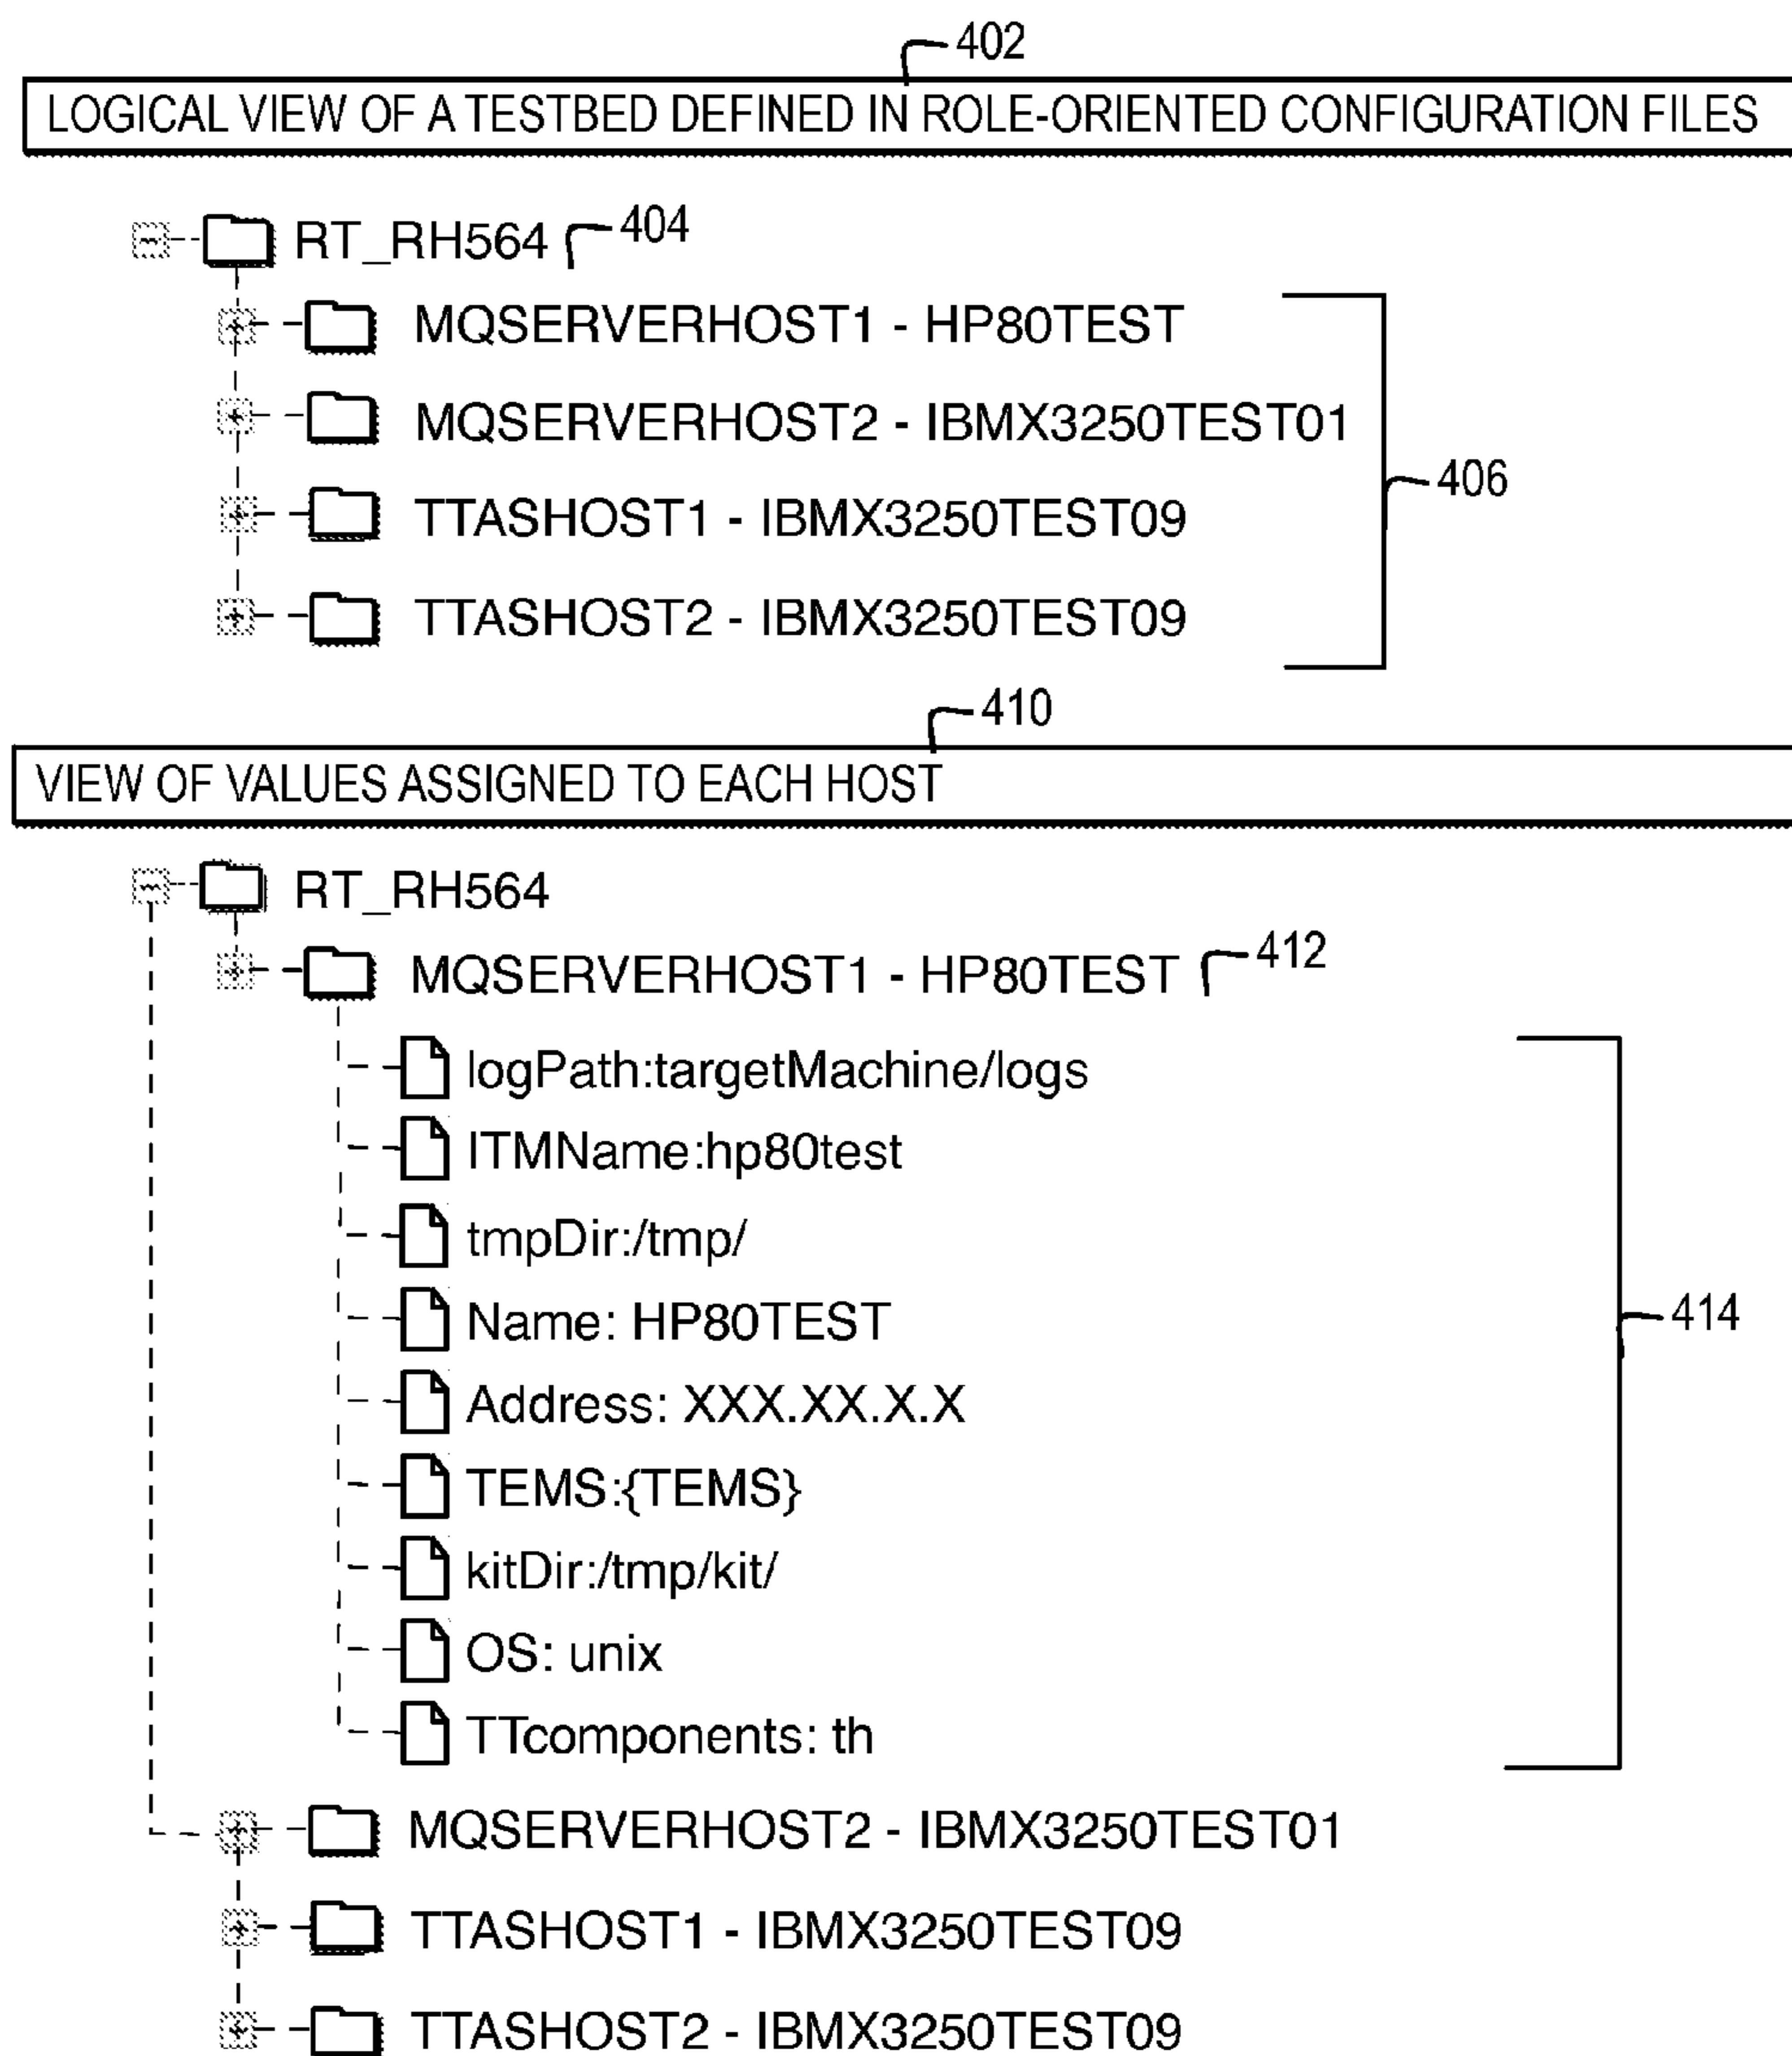 402
LOGICAL VIEW OF A TESTBED DEFINED IN ROLE-ORIENTED CONFIGURATION FILES
RT_RH564 404
MQSERVERHOST1 - HP80TEST
MQSERVERHOST2 - IBMX3250TEST01
406
TTASHOST1 - IBMX3250TEST09
TTASHOST2 - IBMX3250TEST09
410
VIEW OF VALUES ASSIGNED TO EACH HOST
RT_RH564
MQSERVERHOST1 - HP80TEST 412
logPath:targetMachine/logs
ITMName:hp80test
tmpDir:/tmp/
Name: HP80TEST
414
Address: XXX.XX.X.X
TEMS:{TEMS}
kitDir:/tmp/kit/
OS: unix
TTcomponents: th
MQSERVERHOST2 - IBMX3250TEST01
TTASHOST1 - IBMX3250TEST09
TTASHOST2 - IBMX3250TEST09